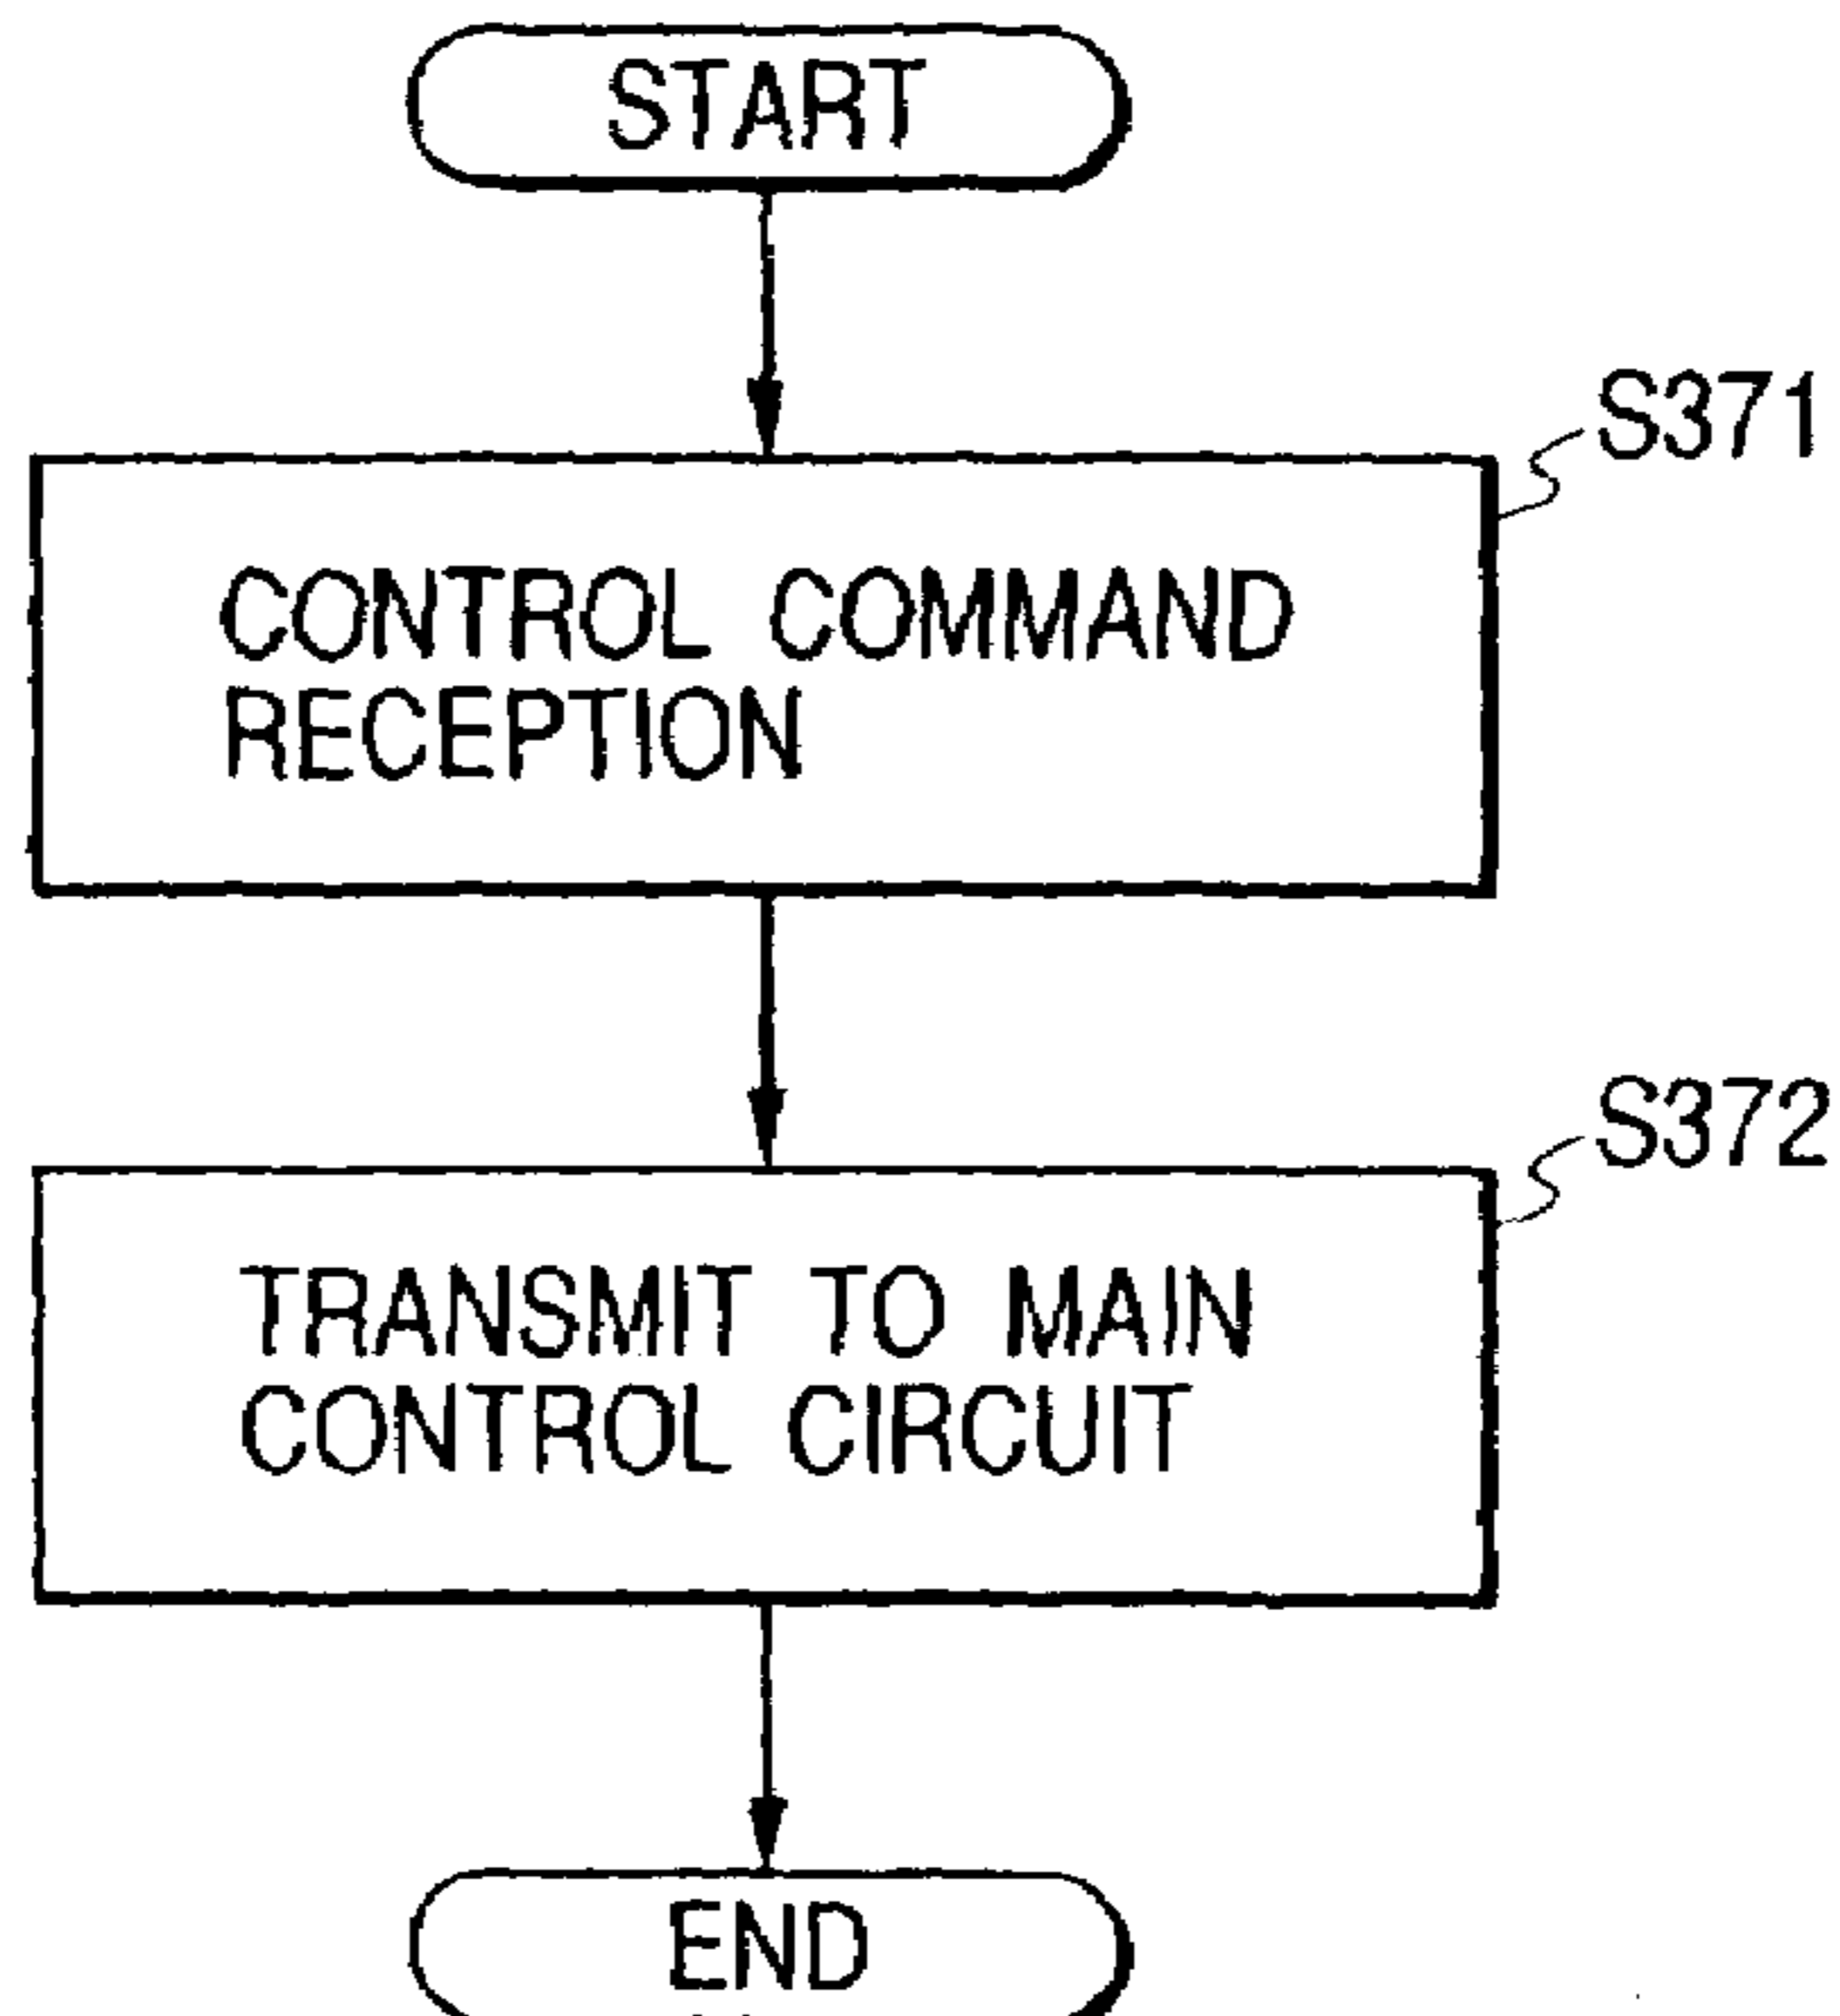 START
S371
CONTROL COMMAND
RECEPTION
S372
TRANSMIT TO MAIN
CONTROL CIRCUIT
END